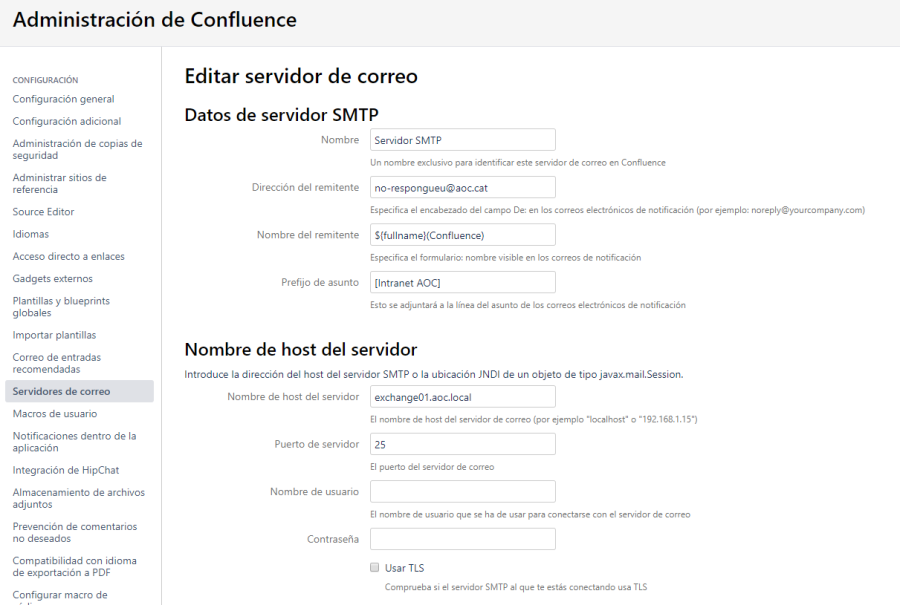 Administración de Confluence
CONFIGURACIÓN
Configuración general
Configuración adicional
Administración de copias de
seguridad
Administrar sitios de
referencia
Source Editor
Idiomas
Acceso directo a enlaces
Gadgets externos
Plantillas y blueprints
globales
Importar plantillas
Correo de entradas
recomendadas
Servidores de correo
Macros de usuario
Notificaciones dentro de la
aplicación
Integración de HipChat
Almacenamiento de archivos
adjuntos
Prevención de comentarios
no deseados
Compatibilidad con idioma
de exportación a PDF
Configurar macro de
Editar servidor de correo
Datos de servidor SMTP
Nombre
Servidor SMTP
Un nombre exclusivo para identificar este servidor de correo en Confluence
Dirección del remitente
no-respongueu@aoc.cat
Especifica el encabezado del campo De: en los correos electrónicos de notificación (por ejemplo: noreply@yourcompany.com)
Nombre del remitente
${fullname}(Confluence)
Especifica el formulario: nombre visible en los correos de notificación
Prefijo de asunto
[Intranet AOC]
Esto se adjuntará a la línea del asunto de los correos electrónicos de notificación
Nombre de host del servidor
Introduce la dirección del host del servidor SMTP o la ubicación JNDI de un objeto de tipo javax.mail.Session.
Nombre de host del servidor
exchange01.aoc.local
El nombre de host del servidor de correo (por ejemplo "localhost" o "192.168.1.15")
Puerto de servidor
25
El puerto del servidor de correo
Nombre de usuario
El nombre de usuario que se ha de usar para conectarse con el servidor de correo
Contraseña
Usar TLS
Comprueba si el servidor SMTP al que te estás conectando usa TLS